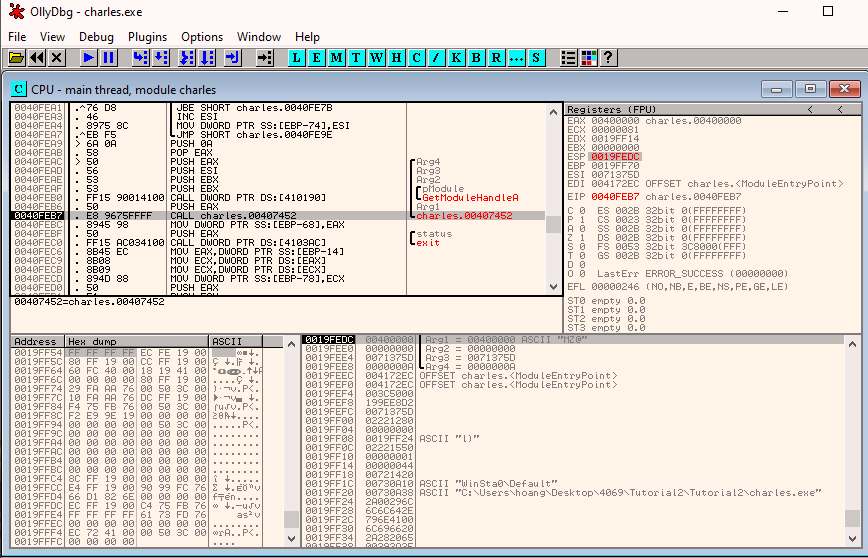 OllyDbg - charles.exe
File View Debug Plugins Options Window Help
L E M T W H C / K B R ... S ?
C CPU - main thread, module charles
0040FEA1 . ^76 D8 JBE SHORT charles.0040FE7B
0040FEA3 . 46 INC ESI
0040FEA4 . 8975 8C MOV DWORD PTR SS:[EBP-74],ESI
0040FEA7 .^EB F5 JMP SHORT charles.0040FE9E
0040FEA9 > 6A 0A PUSH 0A
0040FEAB . 58 POP EAX
0040FEAC > 50 PUSH EAX Arg4
0040FEAD . 56 PUSH ESI Arg3
0040FEAE . 53 PUSH EBX Arg2
0040FEAF . 53 PUSH EBX pModule
0040FEB0 . FF15 90014100 CALL DWORD PTR DS:[410190] GetModuleHandleA
0040FEB6 . 50 PUSH EAX Arg1
0040FEB7 . E8 9675FFFF CALL charles.00407452 charles.00407452
0040FEBC . 8945 98 MOV DWORD PTR SS:[EBP-68],EAX
0040FEBF . 50 PUSH EAX status
0040FEC0 . FF15 AC034100 CALL DWORD PTR DS:[4103AC] exit
0040FEC6 . 8B45 EC MOV EAX,DWORD PTR SS:[EBP-14]
0040FEC9 . 8B08 MOV ECX,DWORD PTR DS:[EAX]
0040FECB . 8B09 MOV ECX,DWORD PTR DS:[ECX]
0040FECD . 894D 88 MOV DWORD PTR SS:[EBP-78],ECX
0040FED0 . 50 PUSH EAX
00407452=charles.00407452
Registers (FPU) < <
EAX 00400000 charles.00400000
ECX 00000081
EDX 0019FF14
EBX 00000000
ESP 0019FEDC
EBP 0019FF70
ESI 0071375D
EDI 004172EC OFFSET charles.<ModuleEntryPoint>
EIP 0040FEB7 charles.0040FEB7
C 0 ES 002B 32bit 0(FFFFFFFF)
P 1 CS 0023 32bit 0(FFFFFFFF)
A 0 SS 002B 32bit 0(FFFFFFFF)
Z 1 DS 002B 32bit 0(FFFFFFFF)
S 0 FS 0053 32bit 3C8000(FFF)
T 0 GS 002B 32bit 0(FFFFFFFF)
D 0
O 0 LastErr ERROR_SUCCESS (00000000)
EFL 00000246 (NO,NB,E,BE,NS,PE,GE,LE)
ST0 empty 0.0
ST1 empty 0.0
ST2 empty 0.0
ST3 empty 0.0
Address Hex dump ASCII
0019FF54 FF FF FF FF EC FE 19 00
0019FF5C 80 FF 19 00 CC FF 19 00
0019FF64 60 FC 40 00 18 19 41 00
0019FF6C 00 00 00 00 80 FF 19 00
0019FF74 29 FA AA 76 00 50 3C 00
0019FF7C 10 FA AA 76 DC FF 19 00
0019FF84 F4 75 FB 76 00 50 3C 00
0019FF8C F2 E9 9E 19 00 00 00 00
0019FF94 00 00 00 00 00 50 3C 00
0019FF9C 00 00 00 00 00 00 00 00
0019FFA4 00 00 00 00 00 00 00 00
0019FFAC 00 00 00 00 00 00 00 00
0019FFB4 00 00 00 00 00 00 00 00
0019FFBC 00 00 00 00 00 00 00 00
0019FFC4 8C FF 19 00 00 00 00 00
0019FFCC E4 FF 19 00 90 99 FC 76
0019FFD4 66 D1 82 6E 00 00 00 00
0019FFDC EC FF 19 00 C4 75 FB 76
0019FFE4 FF FF FF FF 61 73 FD 76
0019FFEC 00 00 00 00 00 00 00 00
0019FFF4 EC 72 41 00 00 50 3C 00
0019FFFC 00 00 00 00
0019FEDC 00400000 Arg1 = 00400000 ASCII "MZ@"
0019FEE0 00000000 Arg2 = 00000000
0019FEE4 0071375D Arg3 = 0071375D
0019FEE8 0000000A Arg4 = 0000000A
0019FEEC 004172EC OFFSET charles.<ModuleEntryPoint>
0019FEF0 004172EC OFFSET charles.<ModuleEntryPoint>
0019FEF4 003C5000
0019FEF8 199EE8D2
0019FEFC 0071375D
0019FF00 02221280
0019FF04 00000000
0019FF08 0019FF24 ASCII "l)"
0019FF0C 02221550
0019FF10 00000001
0019FF14 00000044
0019FF18 00721420
0019FF1C 00730A10 ASCII "WinSta0\Default"
0019FF20 00730A38 ASCII "C:\Users\hoang\Desktop\4069\Tutorial2\Tutorial2\charles.exe"
0019FF24 2A00296C
0019FF28 6C6C642E
0019FF2C 796E4100
0019FF30 6C696620
0019FF34 2A282065